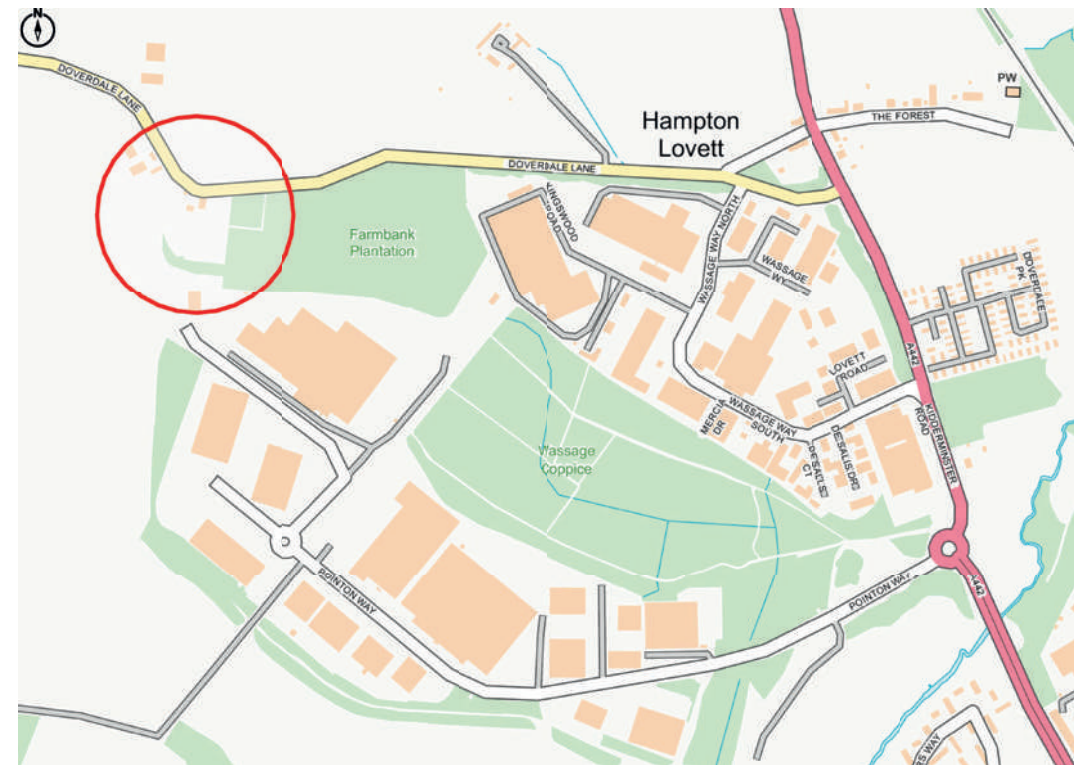 N
DOVERDALE LANE
PW
THE FOREST
Hampton
Lovett
DOVERDALE LANE
KINGSWOOD
ROAD
WASSAGE WAY NORTH
WASSAGE
WY
Farmbank
Plantation
DOVERDALE
PK
A442
LOVETT
ROAD
MERCIA
DR
WASSAGE WAY
SOUTH
KIDDERMINSTER
ROAD
DESALIS DR
DESALIS
CT
Wassage
Coppice
POINTON WAY
POINTON WAY
A442
RS WAY